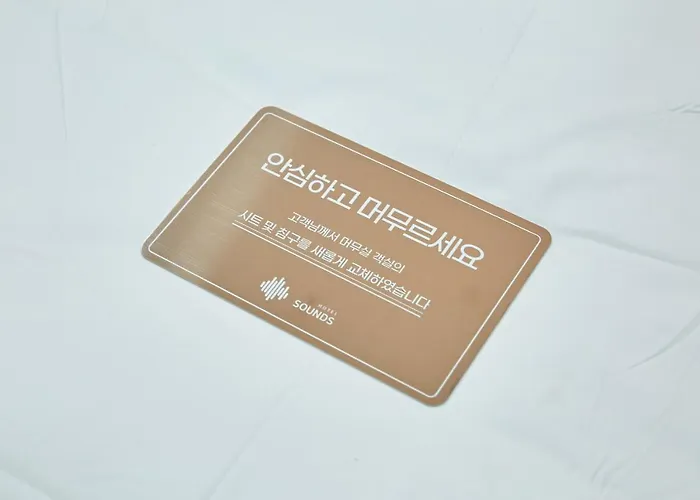 안심하고 머무르세요
고객님께서 머무실 객실의
시트 및 침구를 새롭게 교체하였습니다
HOTEL
SOUNDS